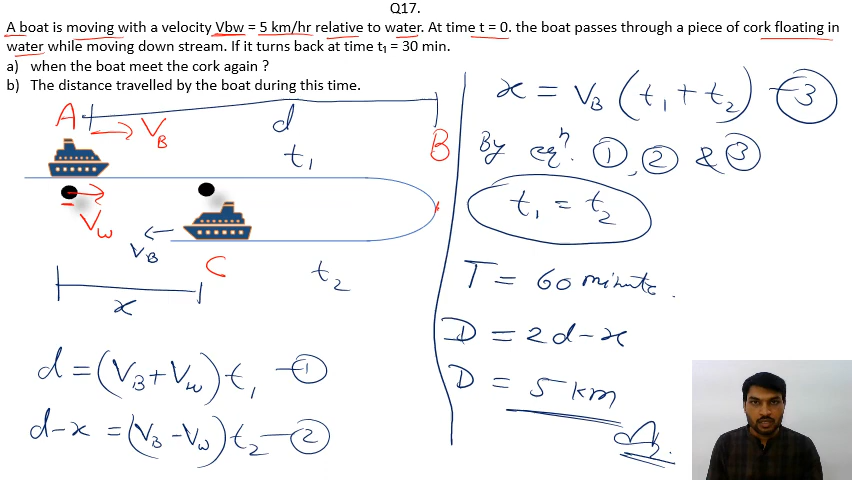 Q17.
A boat is moving with a velocity Vbw = 5 km/hr relative to water. At time t = 0. the boat passes through a piece of cork floating in
water while moving down stream. If it turns back at time t₁ = 30 min.
a) when the boat meet the cork again ?
b) The distance travelled by the boat during this time.
A
V_B
d
B
t₁
V_w
V_B
C
t₂
x
d = (V_B + V_w) t₁ — ①
d - x = (V_B - V_w) t₂ — ②
x = V_B (t₁ + t₂) — ③
By eqⁿ. ①, ② & ③
t₁ = t₂
T = 60 minute.
D = 2d - x
D = 5 km